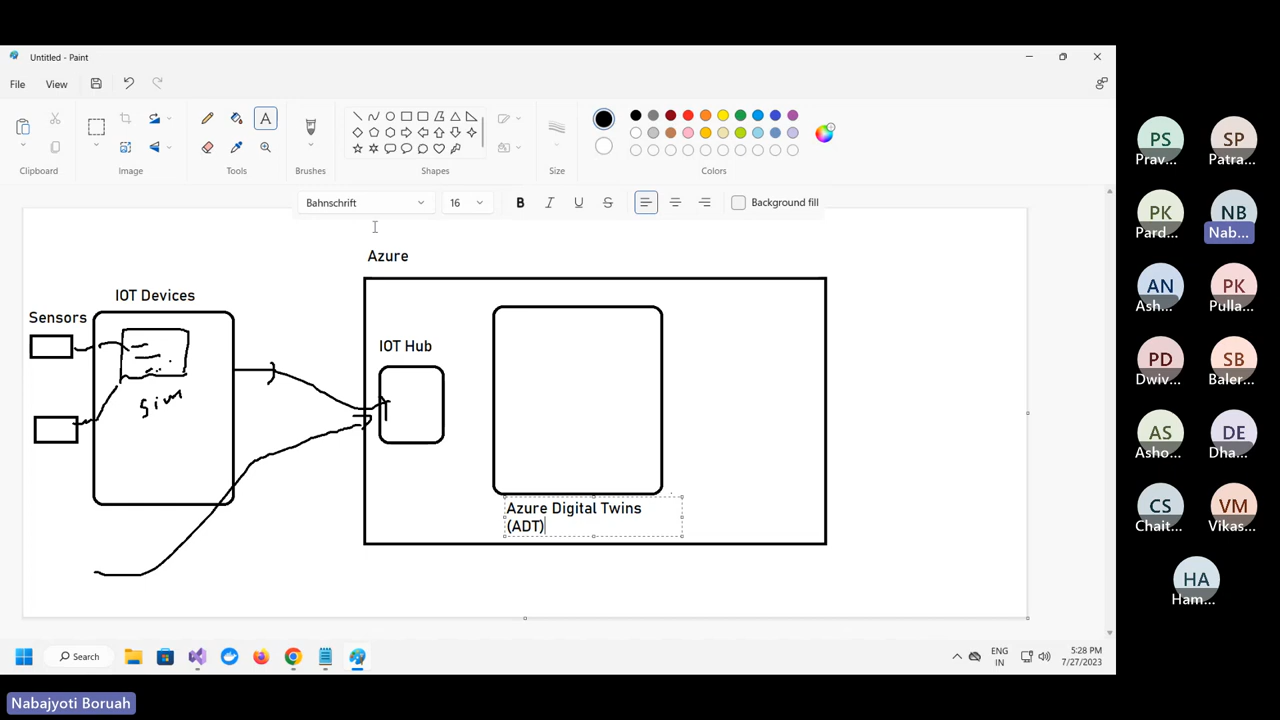 Untitled - Paint
File
View
Clipboard
Image
Tools
Brushes
Shapes
Size
Colors
Bahnschrift
16
B
I
U
S
Background fill
A
Azure
IOT Devices
Sensors
IOT Hub
Sim
Azure Digital Twins
(ADT)
PS
Prav...
SP
Patra...
PK
Pard...
NB
Nab...
AN
Ash...
PK
Pulla...
PD
Dwiv...
SB
Baler...
AS
Asho...
DE
Dha...
CS
Chait...
VM
Vikas...
HA
Ham...
Search
ENG
IN
5:28 PM
7/27/2023
Nabajyoti Boruah